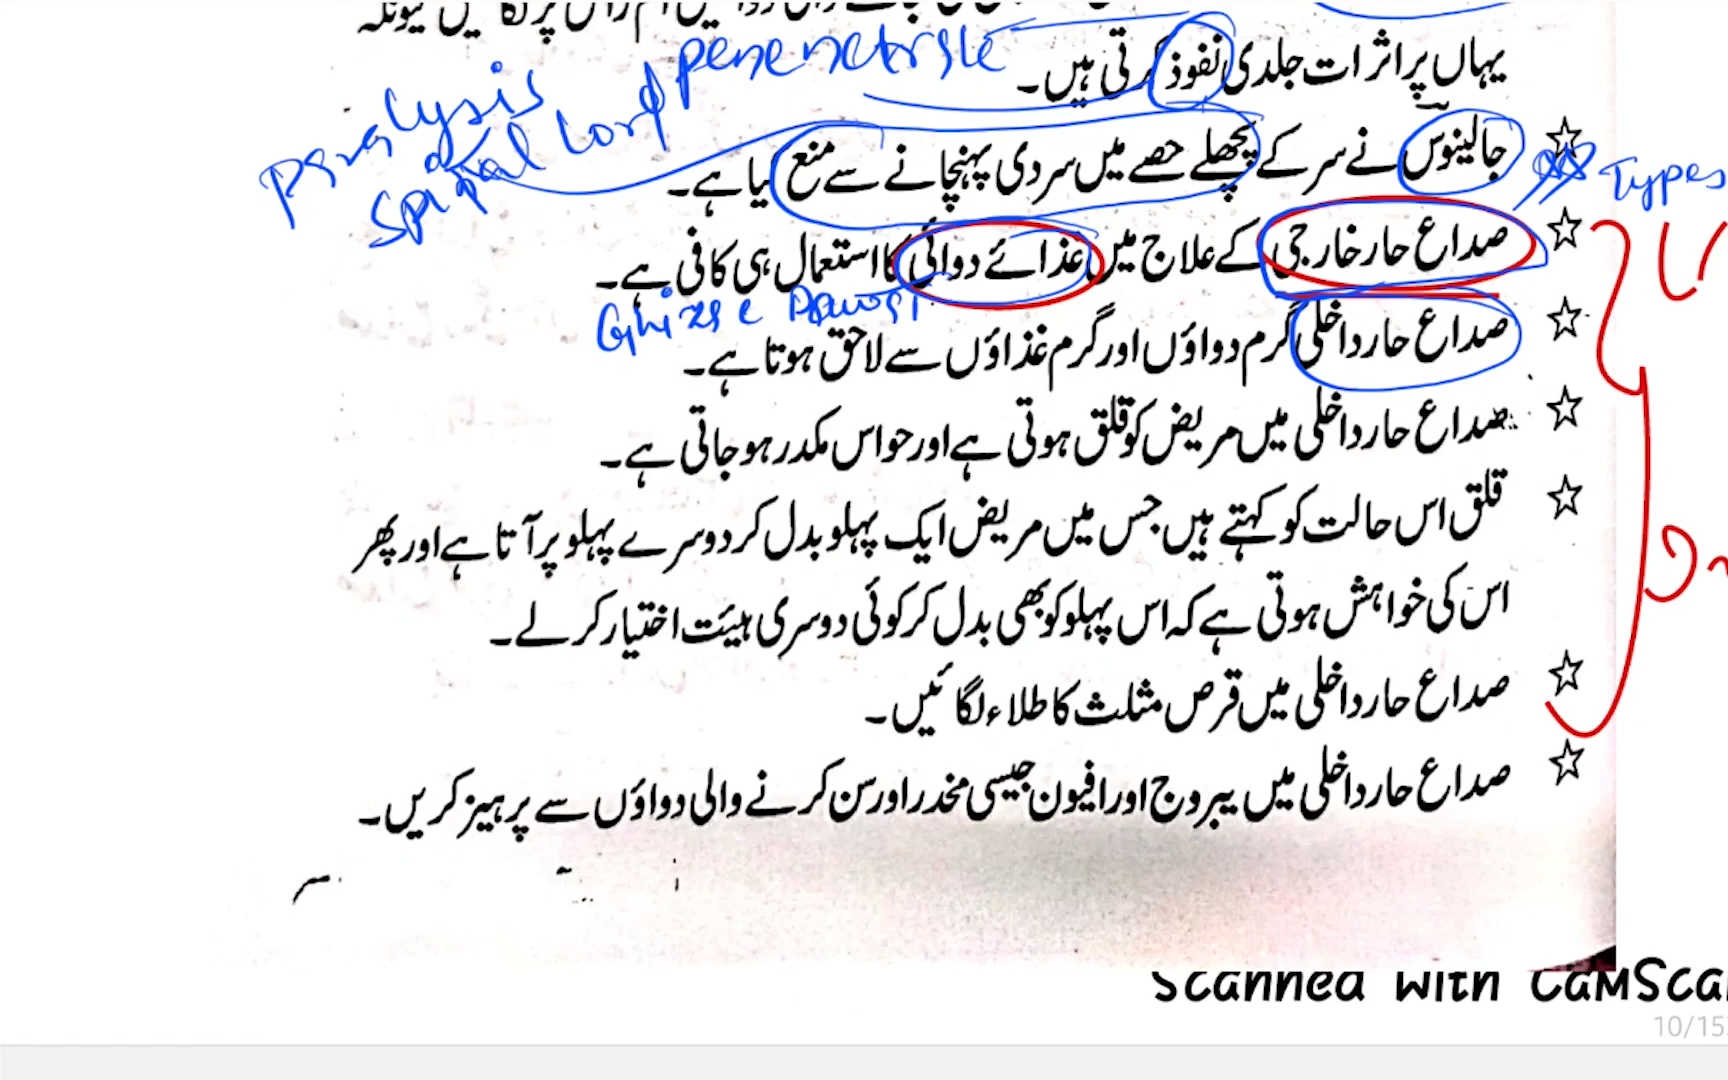 یہاں پر اثرات جلدی نفوذ کرتی ہیں۔
paralysis
spinal cord
جالینوس نے سر کے پچھلے حصے میں سردی پہنچانے سے منع کیا ہے۔
Types
صداع حار خارجی کے علاج میں غذائے دوائی کا استعمال ہی کافی ہے۔
صداع حار داخلی گرم دواؤں اور گرم غذاؤں سے لاحق ہوتا ہے۔
صداع حار داخلی میں مریض کو قلق ہوتی ہے اور حواس مکدر ہو جاتی ہے۔
قلق اس حالت کو کہتے ہیں جس میں مریض ایک پہلو بدل کر دوسرے پہلو پر آتا ہے اور پھر
اس کی خواہش ہوتی ہے کہ اس پہلو کو بھی بدل کر کوئی دوسری ہیئت اختیار کر لے۔
صداع حار داخلی میں قرص مثلث کا طلاء لگائیں۔
صداع حار داخلی میں یبروج اور افیون جیسی مخدر اور سن کرنے والی دواؤں سے پرہیز کریں۔
Scanned with CamScan
10/15